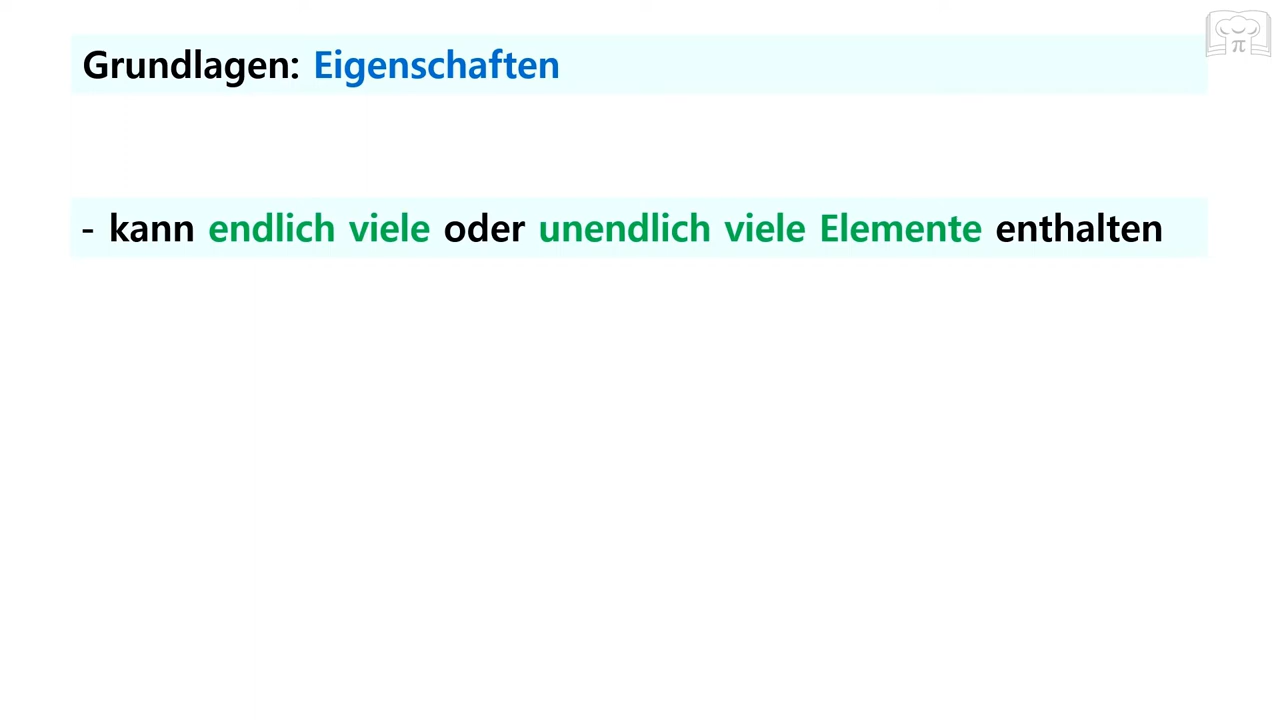 Grundlagen: Eigenschaften
- kann endlich viele oder unendlich viele Elemente enthalten
π